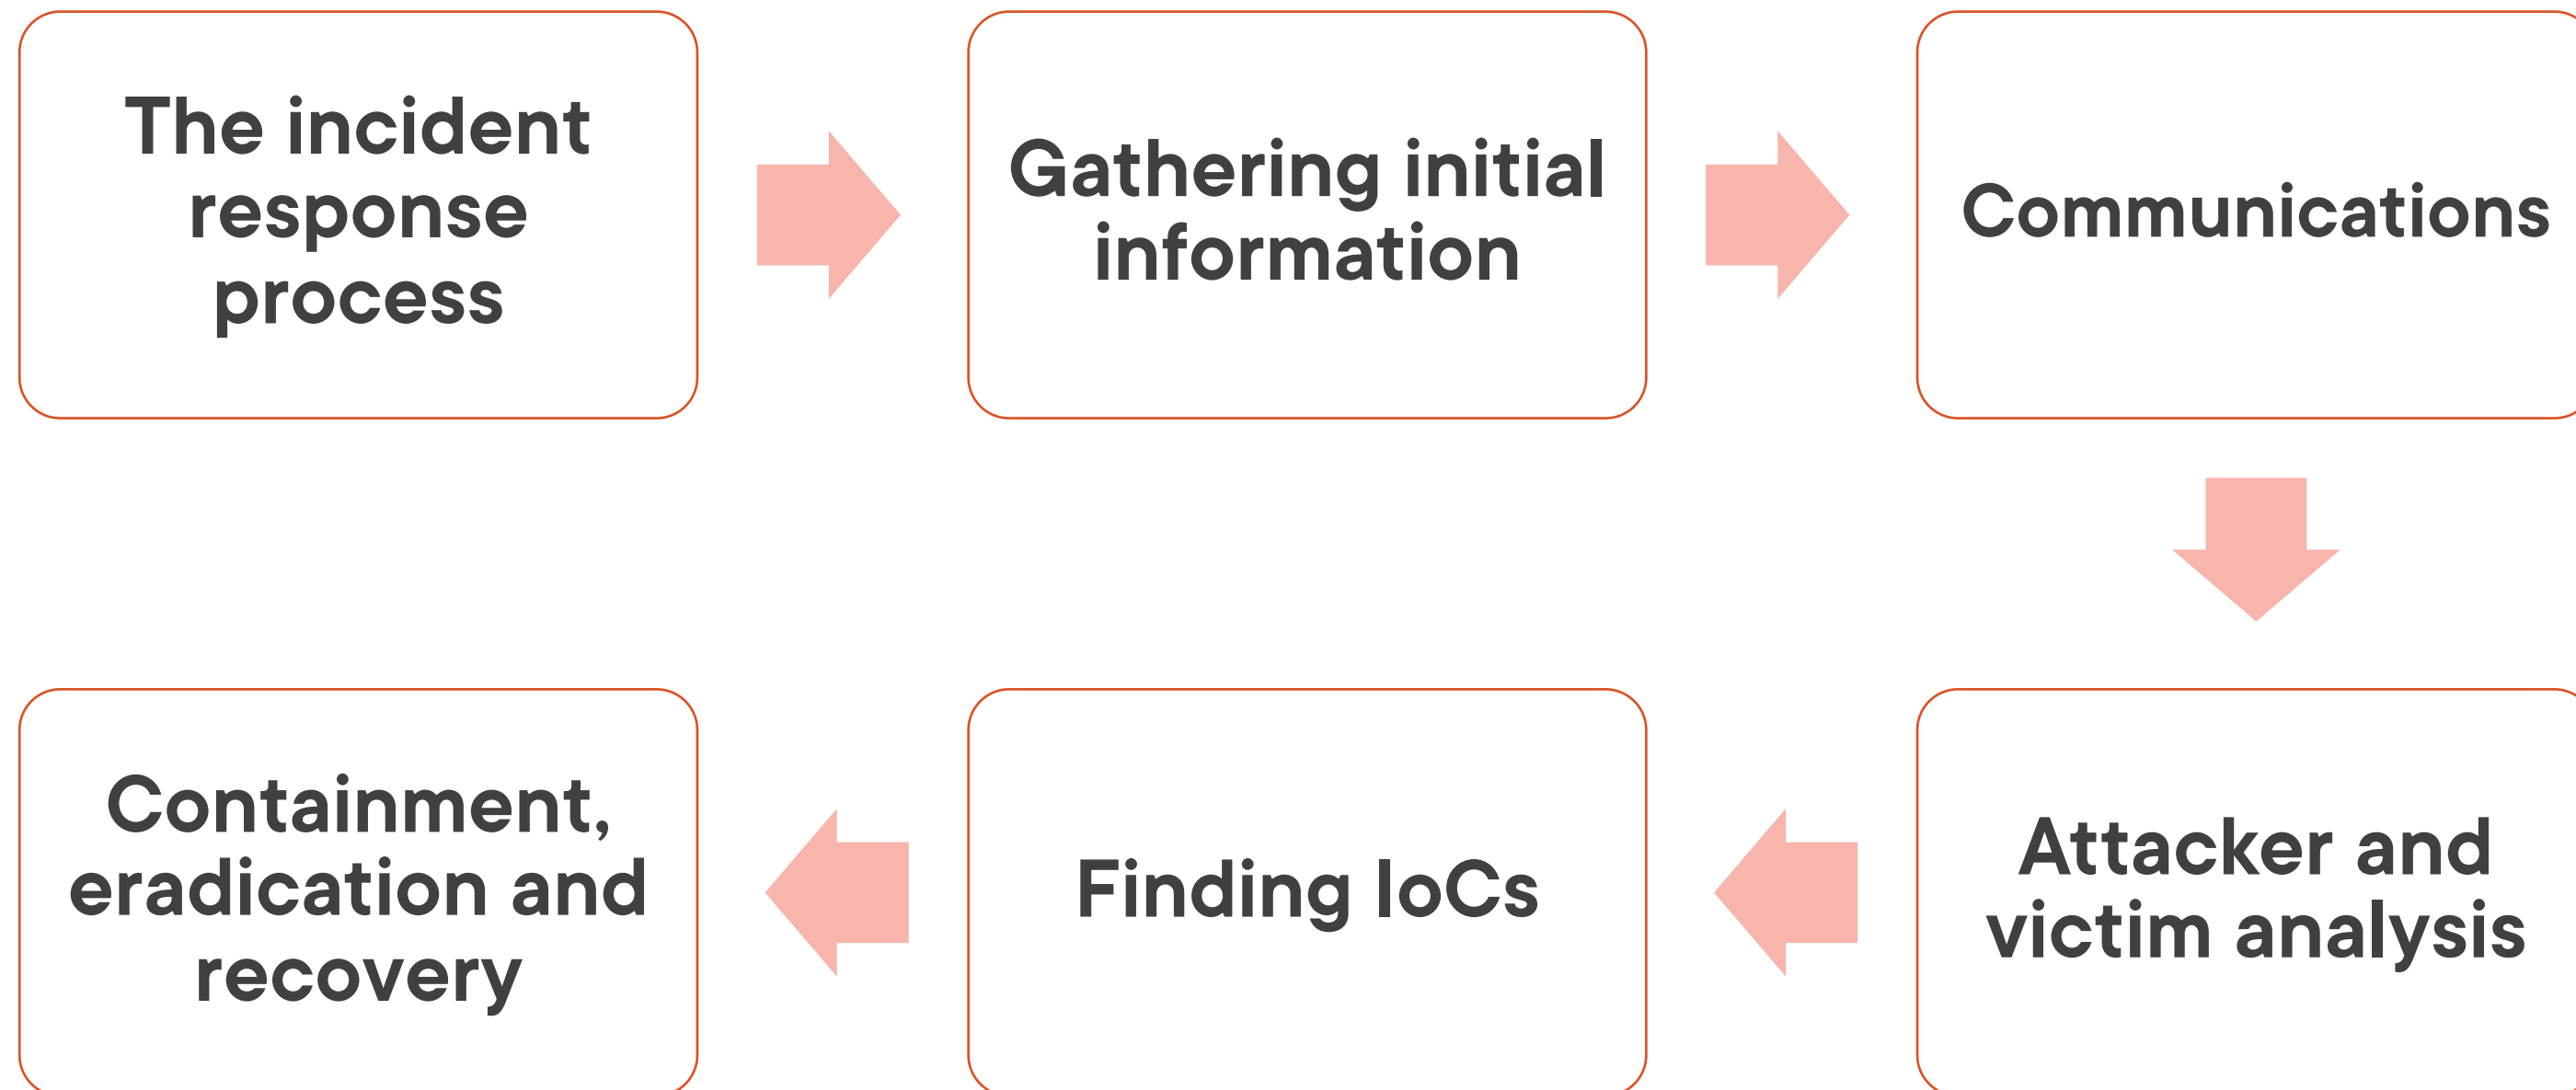 The incident
response
process
Gathering initial
information
Communications
Attacker and
victim analysis
Finding IoCs
Containment,
eradication and
recovery